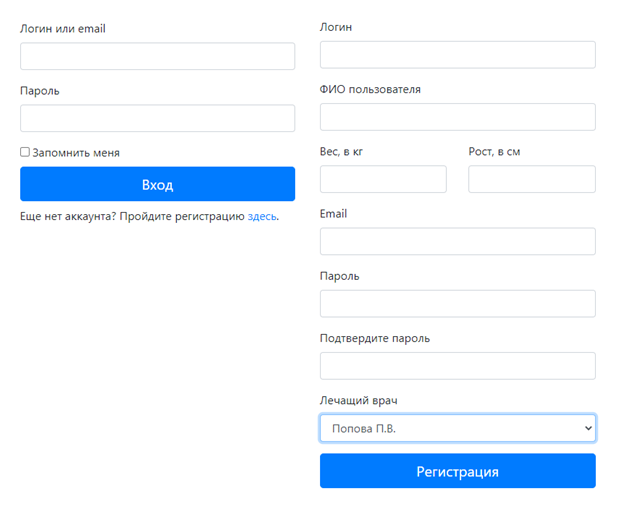 Логин или email
Пароль
Запомнить меня
Вход
Еще нет аккаунта? Пройдите регистрацию здесь.
Логин
ФИО пользователя
Вес, в кг
Рост, в см
Email
Пароль
Подтвердите пароль
Лечащий врач
Попова П.В.
Регистрация